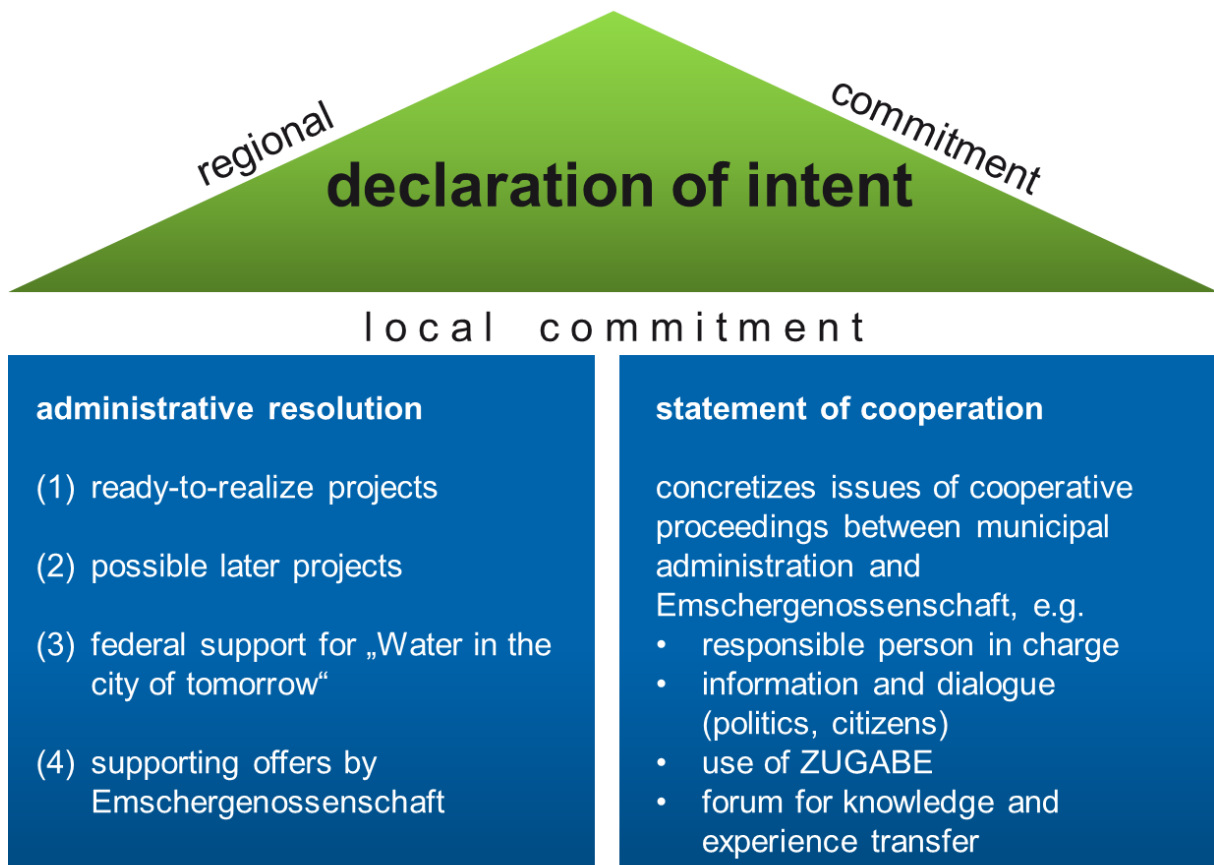 regional
commitment
declaration of intent
local commitment
administrative resolution
(1) ready-to-realize projects
(2) possible later projects
(3) federal support for „Water in the
city of tomorrow“
(4) supporting offers by
Emschergenossenschaft
statement of cooperation
concretizes issues of cooperative
proceedings between municipal
administration and
Emschergenossenschaft, e.g.
• responsible person in charge
• information and dialogue
(politics, citizens)
• use of ZUGABE
• forum for knowledge and
experience transfer